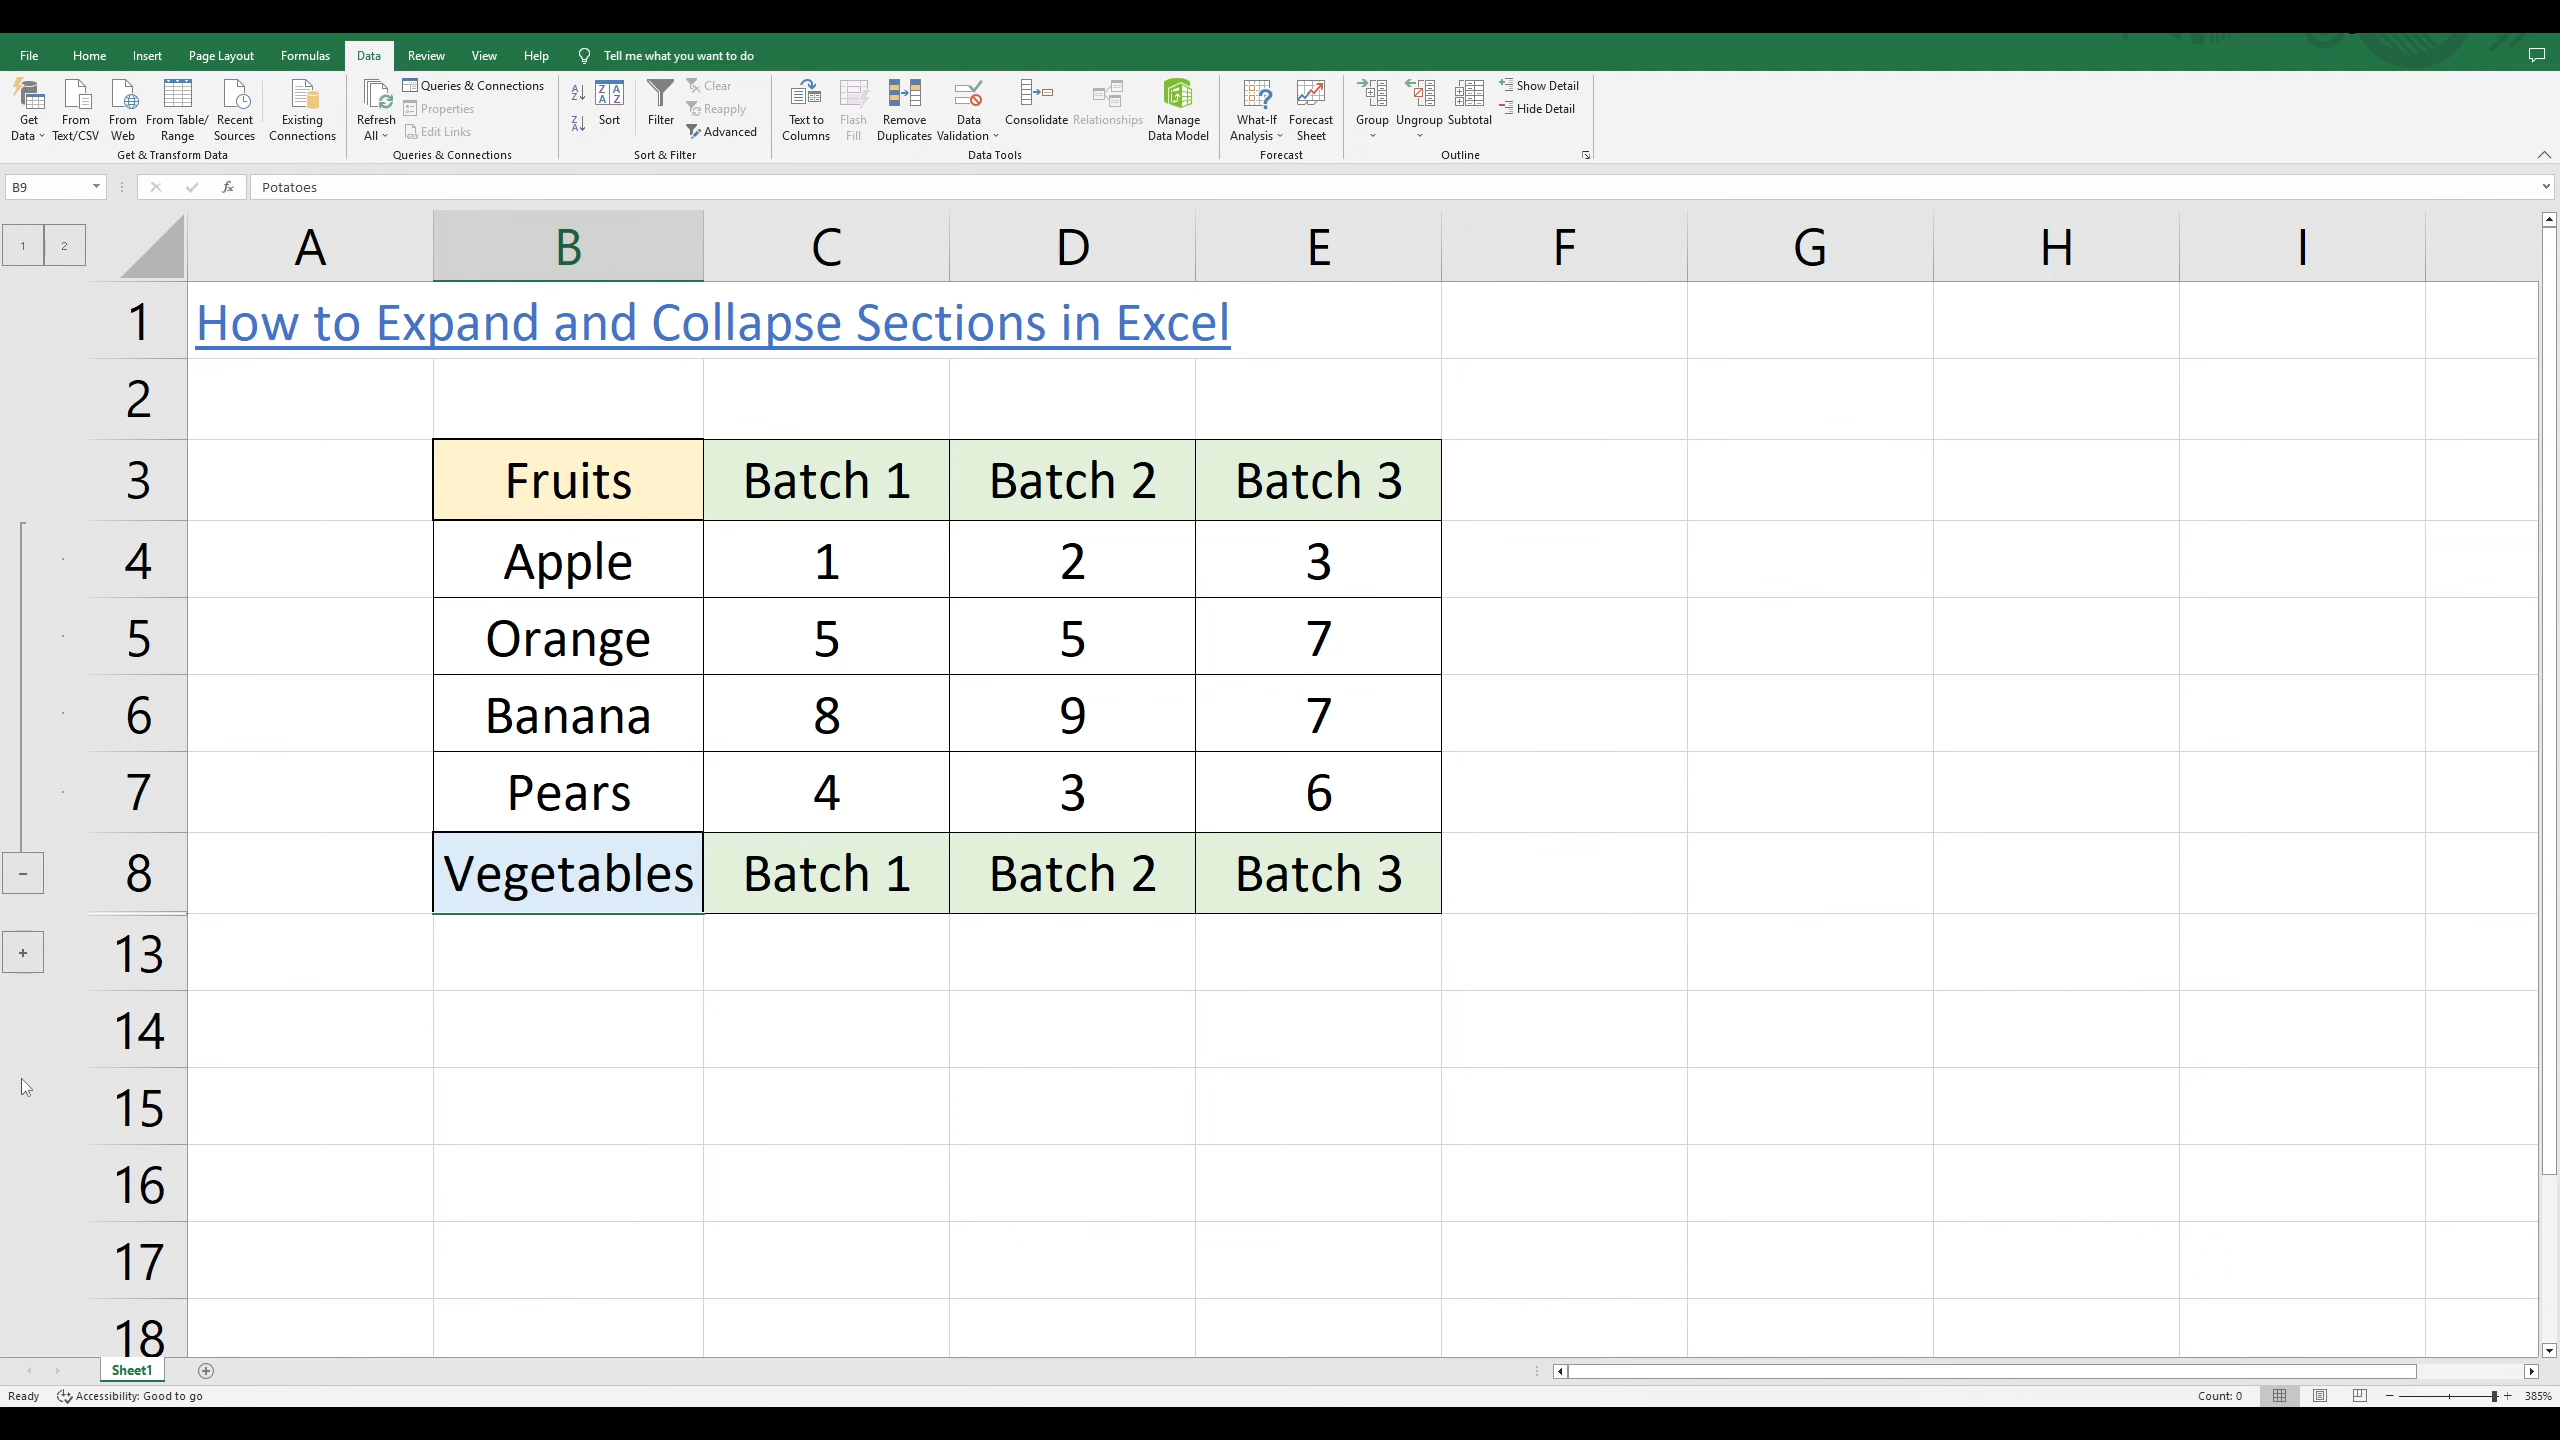 File Home Insert Page Layout Formulas Data Review View Help Tell me what you want to do
Get Data From Text/CSV From Web From Table/ Range Recent Sources Existing Connections
Get & Transform Data
Refresh All Queries & Connections
Properties
Edit Links
Queries & Connections
Sort Filter Clear
Reapply
Advanced
Sort & Filter
Text to Columns Flash Fill Remove Duplicates Data Validation Consolidate Relationships Manage Data Model
Data Tools
What-If Analysis Forecast Sheet
Forecast
Group Ungroup Subtotal Show Detail
Hide Detail
Outline
B9 fx Potatoes
1 2 A B C D E F G H I
1 How to Expand and Collapse Sections in Excel
2
3 Fruits Batch 1 Batch 2 Batch 3
4 Apple 1 2 3
5 Orange 5 5 7
6 Banana 8 9 7
7 Pears 4 3 6
- 8 Vegetables Batch 1 Batch 2 Batch 3
+ 13
14
15
16
17
18
Sheet1
Ready Accessibility: Good to go Count: 0 385%